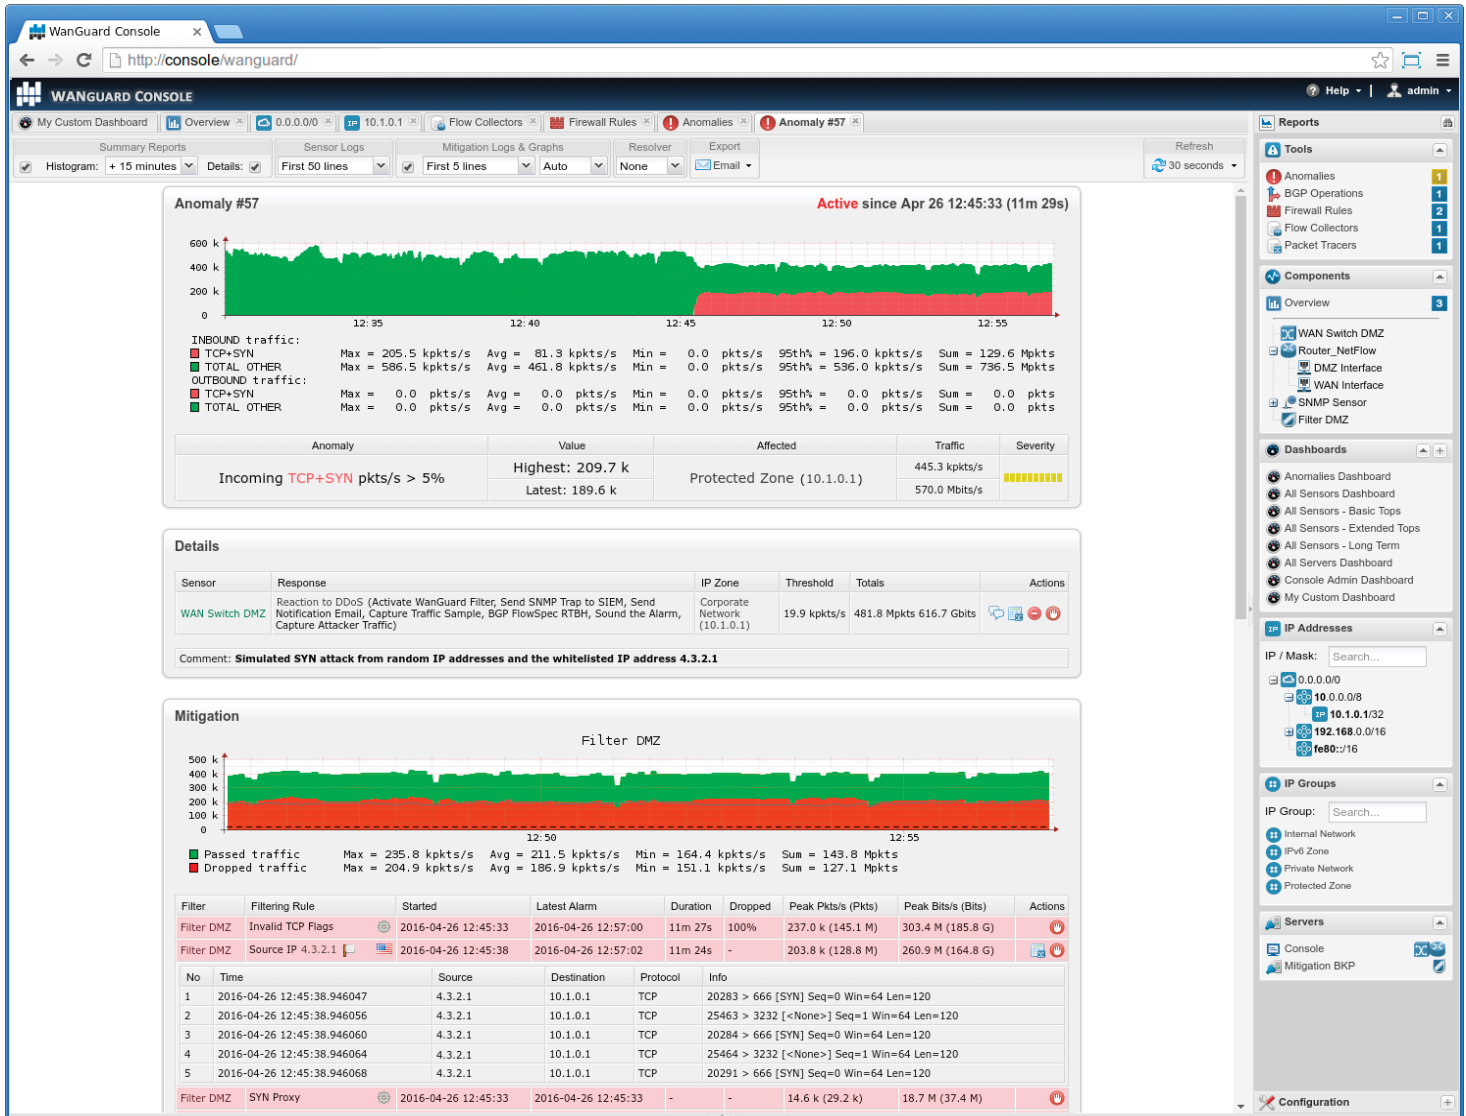 WanGuard Console ×
http://console/wanguard/
WANGUARD CONSOLE
Help | admin
My Custom Dashboard Overview 0.0.0.0/0 IP 10.1.0.1 Flow Collectors Firewall Rules Anomalies Anomaly #57
Summary Reports Sensor Logs Mitigation Logs & Graphs Resolver Export Refresh
Histogram: + 15 minutes Details: First 50 lines First 5 lines Auto None Email 30 seconds
Anomaly #57 Active since Apr 26 12:45:33 (11m 29s)
600 k
400 k
200 k
0
12:35 12:40 12:45 12:50 12:55
INBOUND traffic:
TCP+SYN Max = 205.5 kpkts/s Avg = 81.3 kpkts/s Min = 0.0 pkts/s 95th% = 196.0 kpkts/s Sum = 129.6 Mpkts
TOTAL OTHER Max = 586.5 kpkts/s Avg = 461.8 kpkts/s Min = 0.0 pkts/s 95th% = 536.0 kpkts/s Sum = 736.5 Mpkts
OUTBOUND traffic:
TCP+SYN Max = 0.0 pkts/s Avg = 0.0 pkts/s Min = 0.0 pkts/s 95th% = 0.0 pkts/s Sum = 0.0 pkts
TOTAL OTHER Max = 0.0 pkts/s Avg = 0.0 pkts/s Min = 0.0 pkts/s 95th% = 0.0 pkts/s Sum = 0.0 pkts
Anomaly Value Affected Traffic Severity
Incoming TCP+SYN pkts/s > 5% Highest: 209.7 k Protected Zone (10.1.0.1) 445.3 kpkts/s
Latest: 189.6 k 570.0 Mbits/s
Details
Sensor Response IP Zone Threshold Totals Actions
WAN Switch DMZ Reaction to DDoS (Activate WanGuard Filter, Send SNMP Trap to SIEM, Send Corporate 19.9 kpkts/s 481.8 Mpkts 616.7 Gbits
Notification Email, Capture Traffic Sample, BGP FlowSpec RTBH, Sound the Alarm, Network
Capture Attacker Traffic) (10.1.0.1)
Comment: Simulated SYN attack from random IP addresses and the whitelisted IP address 4.3.2.1
Mitigation
Filter DMZ
500 k
400 k
300 k
200 k
100 k
0
12:50 12:55
Passed traffic Max = 235.8 kpkts/s Avg = 211.5 kpkts/s Min = 164.4 kpkts/s Sum = 143.8 Mpkts
Dropped traffic Max = 204.9 kpkts/s Avg = 186.9 kpkts/s Min = 151.1 kpkts/s Sum = 127.1 Mpkts
Filter Filtering Rule Started Latest Alarm Duration Dropped Peak Pkts/s (Pkts) Peak Bits/s (Bits) Actions
Filter DMZ Invalid TCP Flags 2016-04-26 12:45:33 2016-04-26 12:57:00 11m 27s 100% 237.0 k (145.1 M) 303.4 M (185.8 G)
Filter DMZ Source IP 4.3.2.1 2016-04-26 12:45:38 2016-04-26 12:57:02 11m 24s - 203.8 k (128.8 M) 260.9 M (164.8 G)
No Time Source Destination Protocol Info
1 2016-04-26 12:45:38.946047 4.3.2.1 10.1.0.1 TCP 20283 > 666 [SYN] Seq=0 Win=64 Len=120
2 2016-04-26 12:45:38.946056 4.3.2.1 10.1.0.1 TCP 25463 > 3232 [<None>] Seq=1 Win=64 Len=120
3 2016-04-26 12:45:38.946060 4.3.2.1 10.1.0.1 TCP 20284 > 666 [SYN] Seq=0 Win=64 Len=120
4 2016-04-26 12:45:38.946064 4.3.2.1 10.1.0.1 TCP 25464 > 3232 [<None>] Seq=1 Win=64 Len=120
5 2016-04-26 12:45:38.946068 4.3.2.1 10.1.0.1 TCP 20291 > 666 [SYN] Seq=0 Win=64 Len=120
Filter DMZ SYN Proxy 2016-04-26 12:45:33 2016-04-26 12:45:33 - - 14.6 k (29.2 k) 18.7 M (37.4 M)
Reports
Tools
Anomalies 1
BGP Operations 1
Firewall Rules 2
Flow Collectors 1
Packet Tracers 1
Components
Overview 3
WAN Switch DMZ
Router_NetFlow
DMZ Interface
WAN Interface
SNMP Sensor
Filter DMZ
Dashboards
Anomalies Dashboard
All Sensors Dashboard
All Sensors - Basic Tops
All Sensors - Extended Tops
All Sensors - Long Term
All Servers Dashboard
Console Admin Dashboard
My Custom Dashboard
IP IP Addresses
IP / Mask: Search...
0.0.0.0/0
10.0.0.0/8
IP 10.1.0.1/32
192.168.0.0/16
fe80::/16
IP Groups
IP Group: Search...
Internal Network
IPv6 Zone
Private Network
Protected Zone
Servers
Console
Mitigation BKP
Configuration